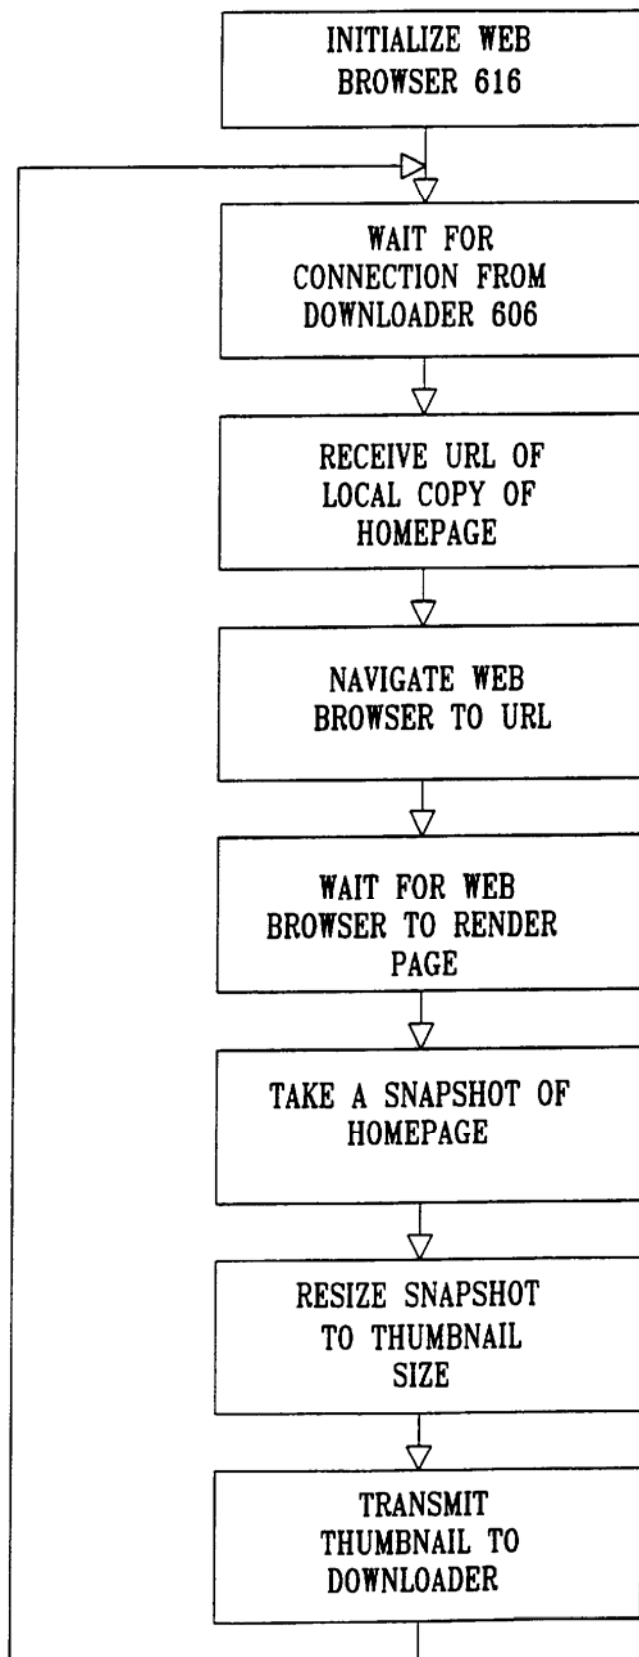 INITIALIZE WEB
BROWSER 616
WAIT FOR
CONNECTION FROM
DOWNLOADER 606
RECEIVE URL OF
LOCAL COPY OF
HOMEPAGE
NAVIGATE WEB
BROWSER TO URL
WAIT FOR WEB
BROWSER TO RENDER
PAGE
TAKE A SNAPSHOT OF
HOMEPAGE
RESIZE SNAPSHOT
TO THUMBNAIL
SIZE
TRANSMIT
THUMBNAIL TO
DOWNLOADER